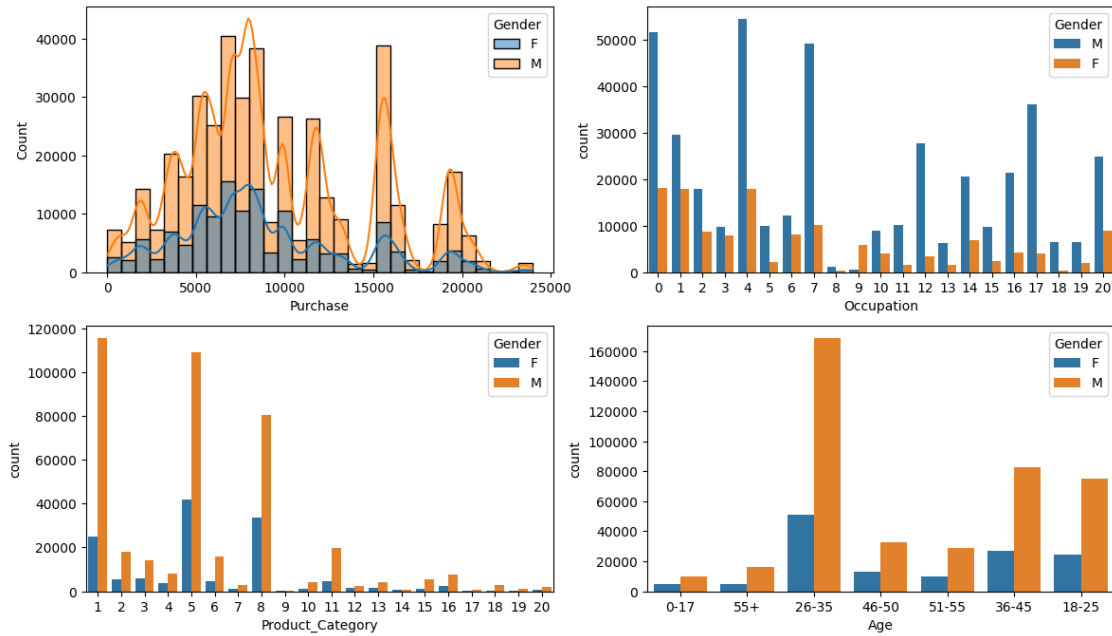 Gender
F
M
40000
30000
20000
10000
0
Count
0 5000 10000 15000 20000 25000
Purchase
Gender
M
F
50000
40000
30000
20000
10000
0
count
0 1 2 3 4 5 6 7 8 9 10 11 12 13 14 15 16 17 18 19 20
Occupation
Gender
F
M
120000
100000
80000
60000
40000
20000
0
count
1 2 3 4 5 6 7 8 9 10 11 12 13 14 15 16 17 18 19 20
Product_Category
Gender
F
M
160000
140000
120000
100000
80000
60000
40000
20000
0
count
0-17 55+ 26-35 46-50 51-55 36-45 18-25
Age